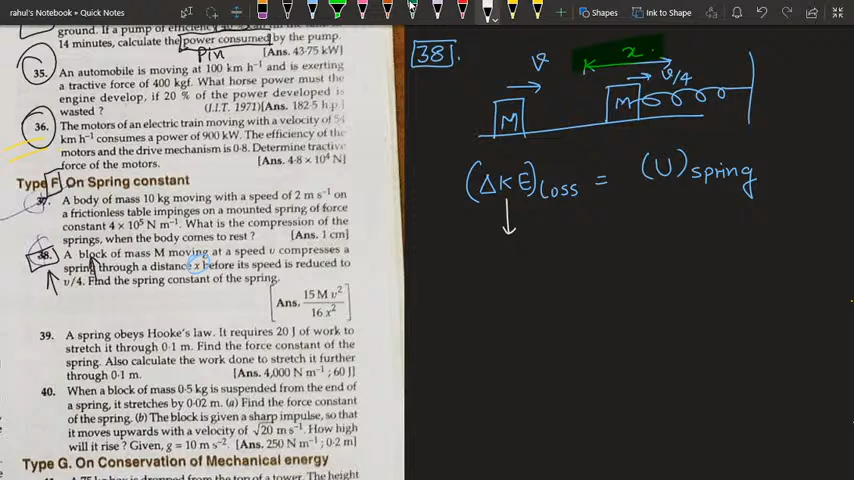 rahul's Notebook » Quick Notes
Shapes
Ink to Shape
ground. If a pump of efficiency
14 minutes, calculate the power consumed by the pump.
[Ans. 43·75 kW]
35. An automobile is moving at 100 km h⁻¹ and is exerting
a tractive force of 400 kgf. What horse power must the
engine develop, if 20 % of the power developed is
wasted ? (I.I.T. 1971)[Ans. 182·5 h.p.]
36. The motors of an electric train moving with a velocity of 54
km h⁻¹ consumes a power of 900 kW. The efficiency of the
motors and the drive mechanism is 0·8. Determine tractive
force of the motors. [Ans. 4·8 × 10⁴ N]
Type F. On Spring constant
37. A body of mass 10 kg moving with a speed of 2 m s⁻¹ on
a frictionless table impinges on a mounted spring of force
constant 4 × 10⁵ N m⁻¹. What is the compression of the
springs, when the body comes to rest ? [Ans. 1 cm]
38. A block of mass M moving at a speed υ compresses a
spring through a distance x before its speed is reduced to
υ/4. Find the spring constant of the spring.
[Ans. 15 M υ² / 16 x²]
39. A spring obeys Hooke's law. It requires 20 J of work to
stretch it through 0·1 m. Find the force constant of the
spring. Also calculate the work done to stretch it further
through 0·1 m. [Ans. 4,000 N m⁻¹ ; 60 J]
40. When a block of mass 0·5 kg is suspended from the end of
a spring, it stretches by 0·02 m. (a) Find the force constant
of the spring. (b) The block is given a sharp impulse, so that
it moves upwards with a velocity of √20 m s⁻¹. How high
will it rise ? Given, g = 10 m s⁻². [Ans. 250 N m⁻¹ ; 0·2 m]
Type G. On Conservation of Mechanical energy
38.
x
v
v/4
M
M
(ΔKE)Loss = (U)spring